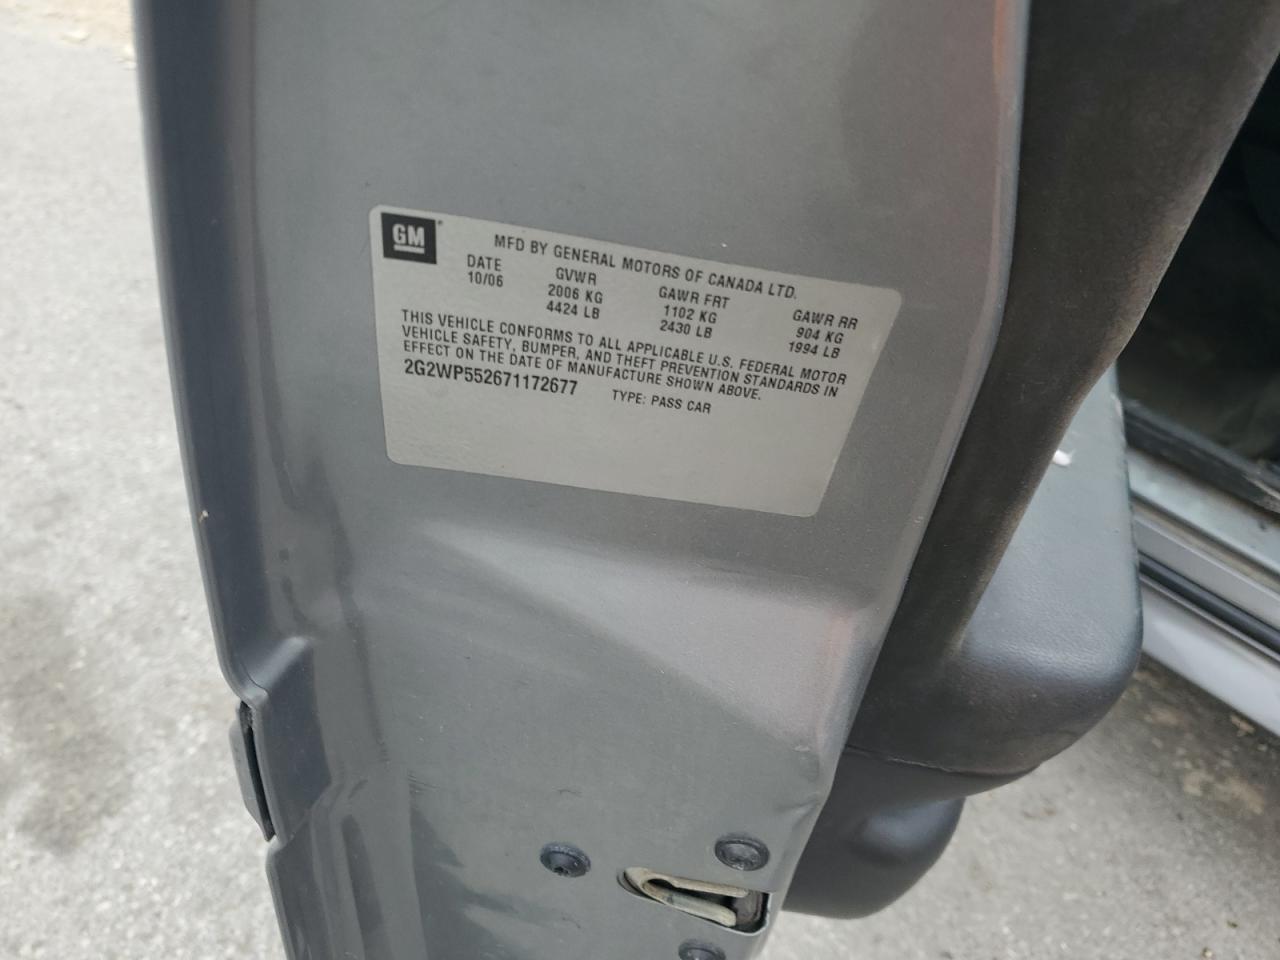 GM
MFD BY GENERAL MOTORS OF CANADA LTD.
DATE GVWR GAWR FRT GAWR RR
10/06 2006 KG 1102 KG 904 KG
4424 LB 2430 LB 1994 LB
THIS VEHICLE CONFORMS TO ALL APPLICABLE U.S. FEDERAL MOTOR
VEHICLE SAFETY, BUMPER, AND THEFT PREVENTION STANDARDS IN
EFFECT ON THE DATE OF MANUFACTURE SHOWN ABOVE.
2G2WP552671172677 TYPE: PASS CAR